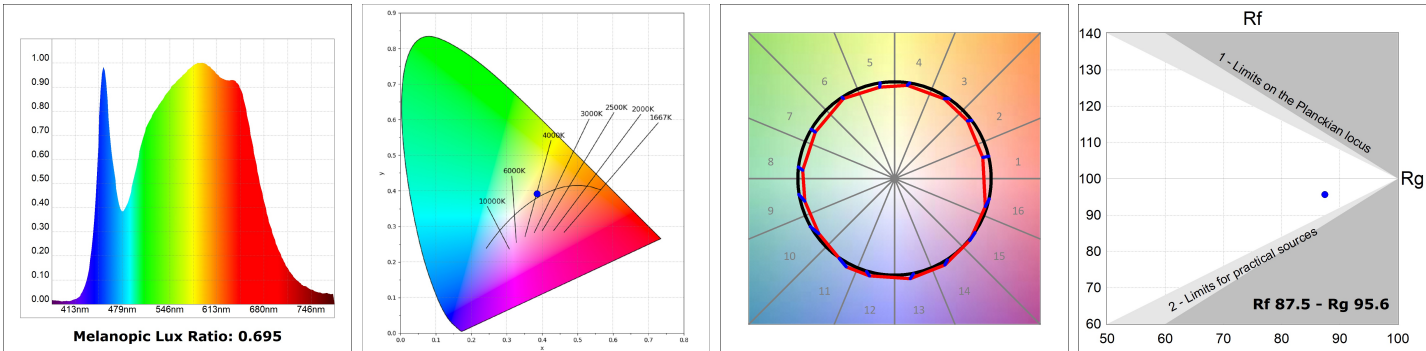 1.00
0.90
0.80
0.70
0.60
0.50
0.40
0.30
0.20
0.10
0.00
413nm 479nm 546nm 613nm 680nm 746nm
Melanopic Lux Ratio: 0.695
0.9
0.8
0.7
0.6
0.5
y
0.4
0.3
0.2
0.1
0.0
0.0 0.1 0.2 0.3 0.4 0.5 0.6 0.7 0.8
x
2500K
2000K
3000K
1667K
4000K
6000K
10000K
5 4
6 3
7 2
8 1
9 16
10 15
11 14
12 13
Rf
140
130
120
110
100
90
80
70
60
50 60 70 80 90 100
Rg
1 - Limits on the Planckian locus
2 - Limits for practical sources
Rf 87.5 - Rg 95.6